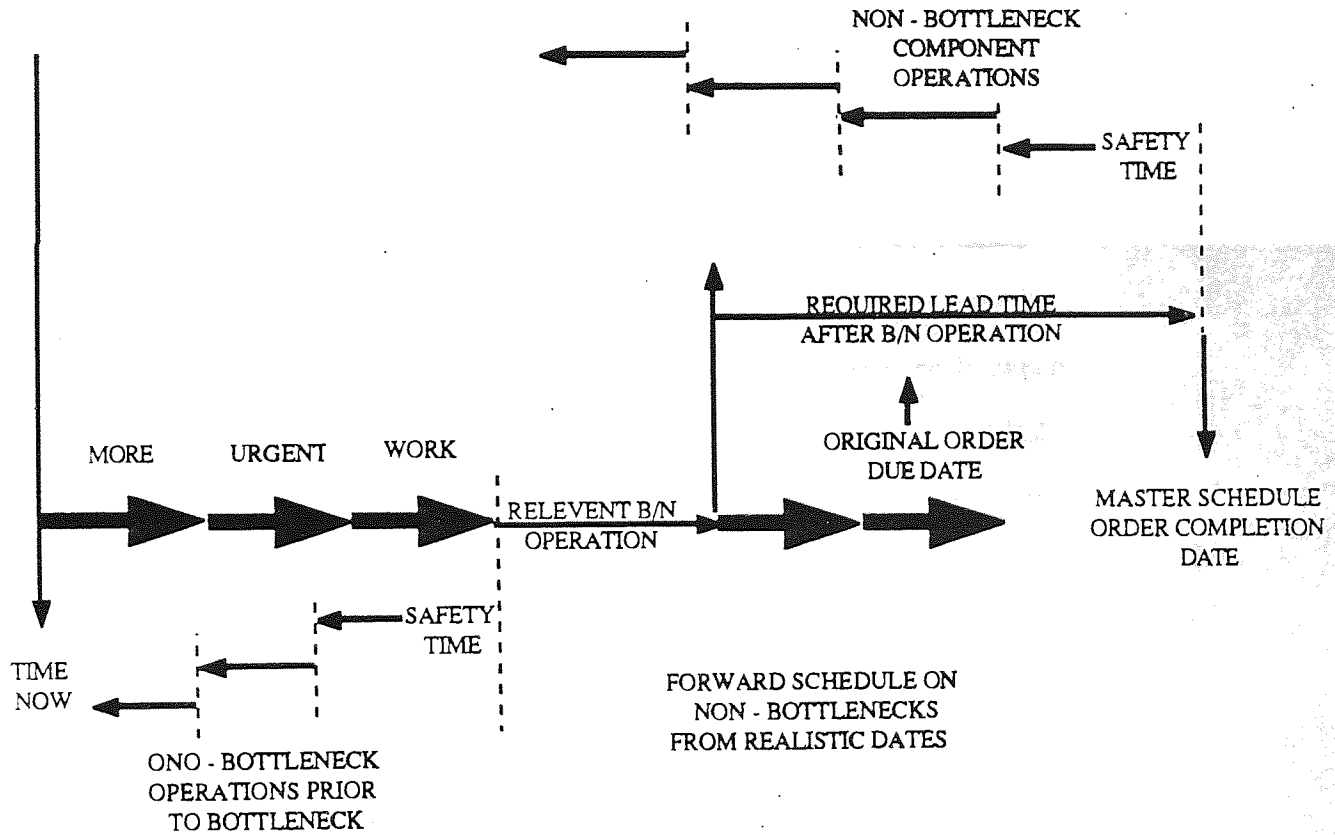 NON - BOTTLENECK
COMPONENT
OPERATIONS
SAFETY
TIME
REQUIRED LEAD TIME
AFTER B/N OPERATION
ORIGINAL ORDER
DUE DATE
MORE URGENT WORK
RELEVENT B/N
OPERATION
MASTER SCHEDULE
ORDER COMPLETION
DATE
SAFETY
TIME
TIME
NOW
FORWARD SCHEDULE ON
NON - BOTTLENECKS
FROM REALISTIC DATES
ONO - BOTTLENECK
OPERATIONS PRIOR
TO BOTTLENECK